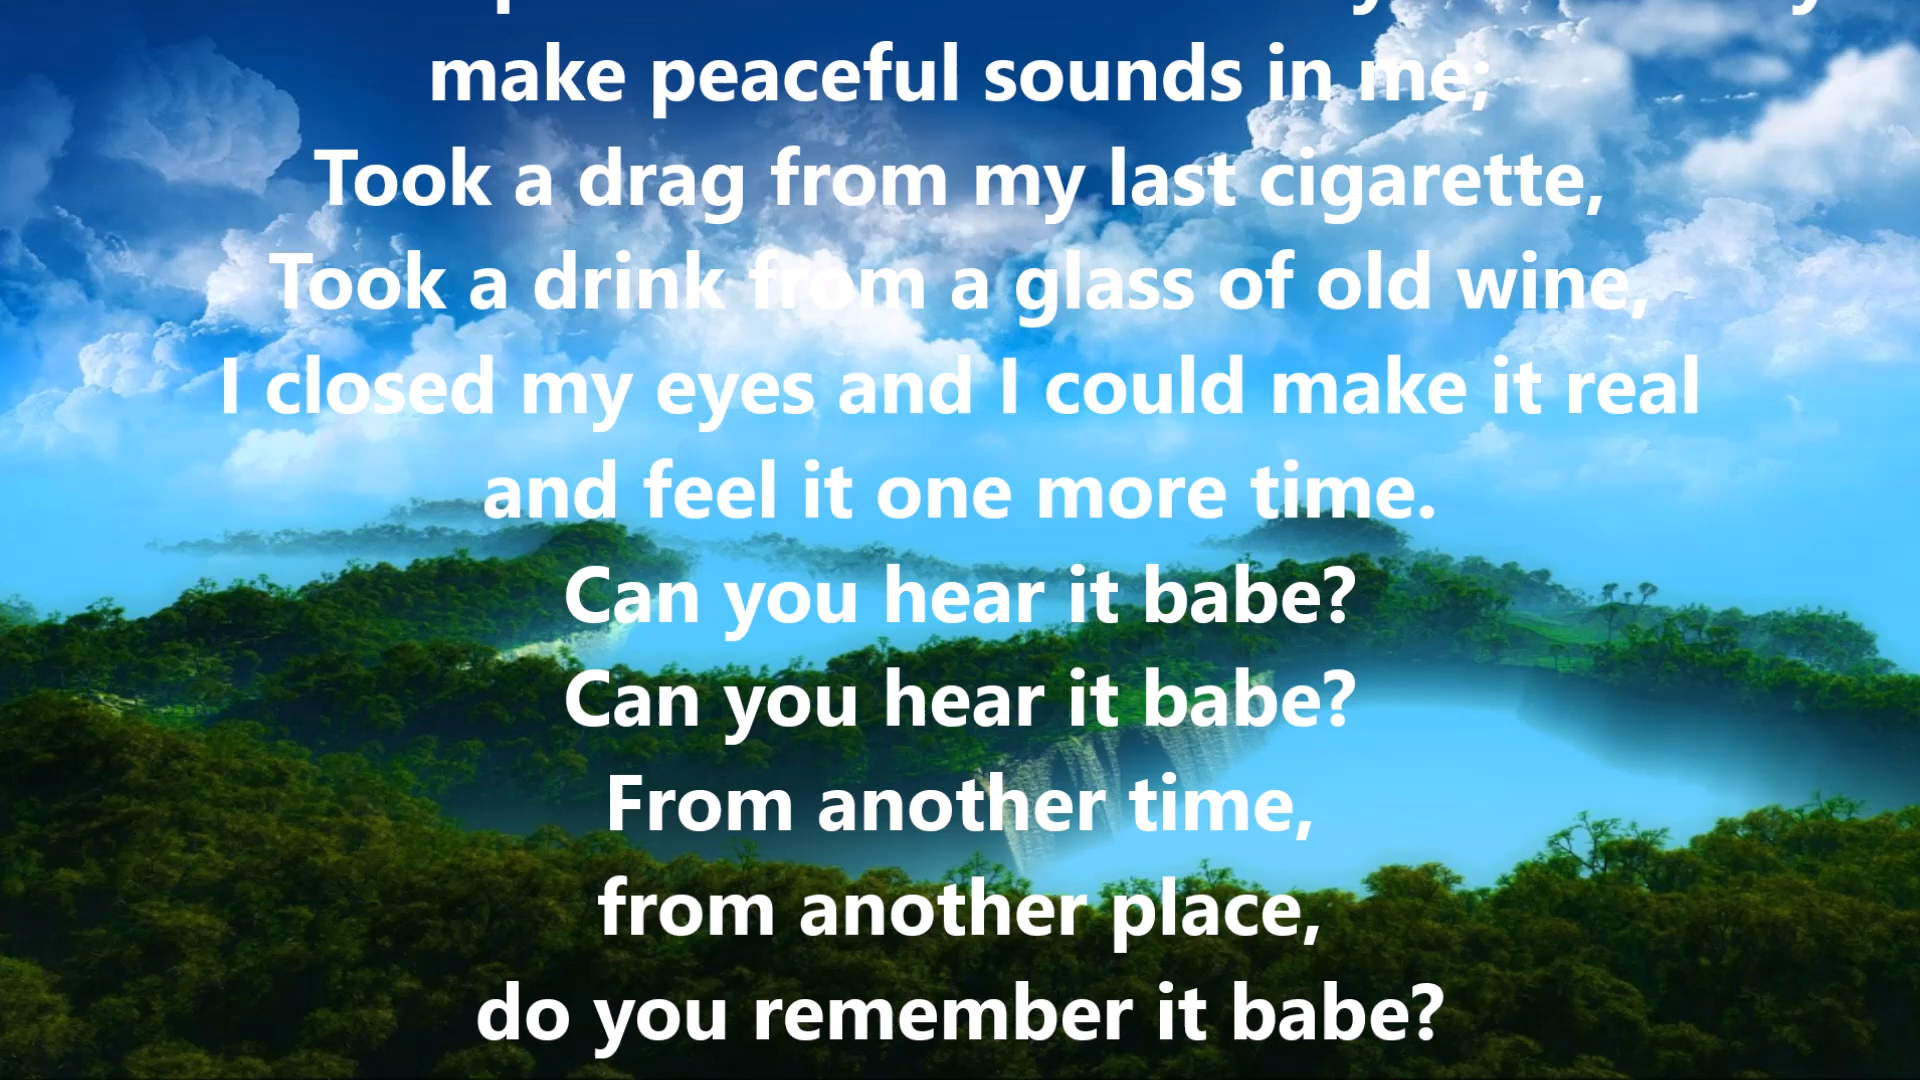 make peaceful sounds in me;
Took a drag from my last cigarette,
Took a drink from a glass of old wine,
I closed my eyes and I could make it real
and feel it one more time.
Can you hear it babe?
Can you hear it babe?
From another time,
from another place,
do you remember it babe?